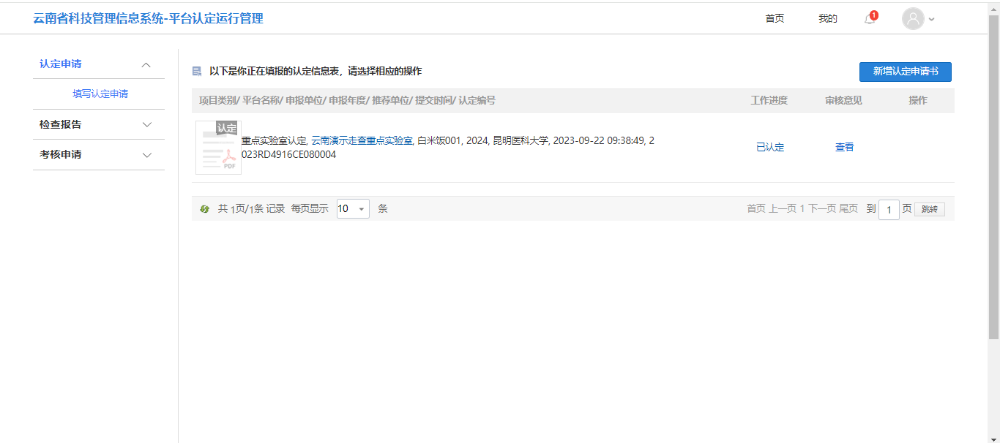 云南省科技管理信息系统-平台认定运行管理
首页 我的 1
认定申请
填写认定申请
检查报告
考核申请
以下是你正在填报的认定信息表，请选择相应的操作
新增认定申请书
项目类别/ 平台名称/ 申报单位/ 申报年度/ 推荐单位/ 提交时间/ 认定编号 工作进度 审核意见 操作
认定
PDF
重点实验室认定, 云南演示走查重点实验室, 白米饭001, 2024, 昆明医科大学, 2023-09-22 09:38:49, 2
023RD4916CE080004
已认定 查看
共 1页/1条 记录 每页显示 10 条 首页 上一页 1 下一页 尾页 到 1 页 跳转